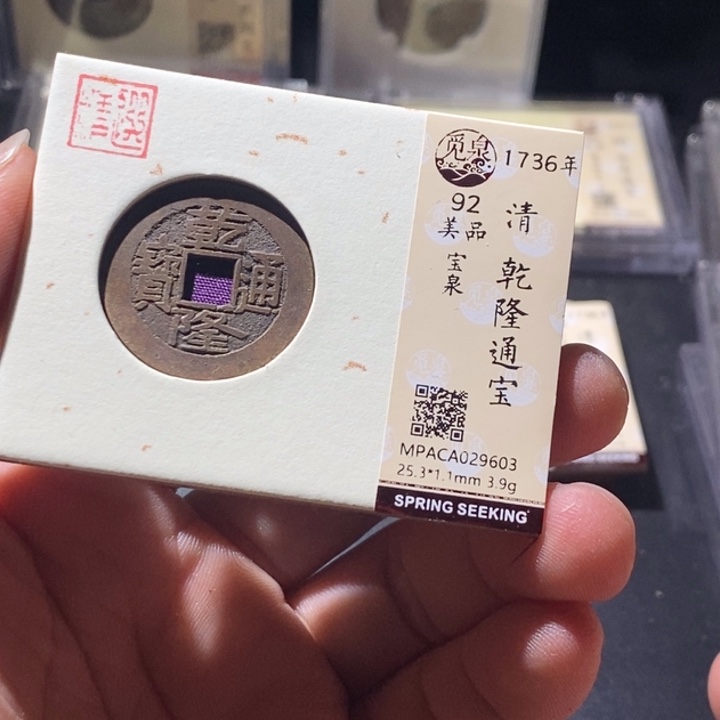 乾隆通寶
觅泉
1736年
92
美品
宝泉
清
乾隆通宝
MPACA029603
25.3*1.1mm 3.9g
SPRING SEEKING